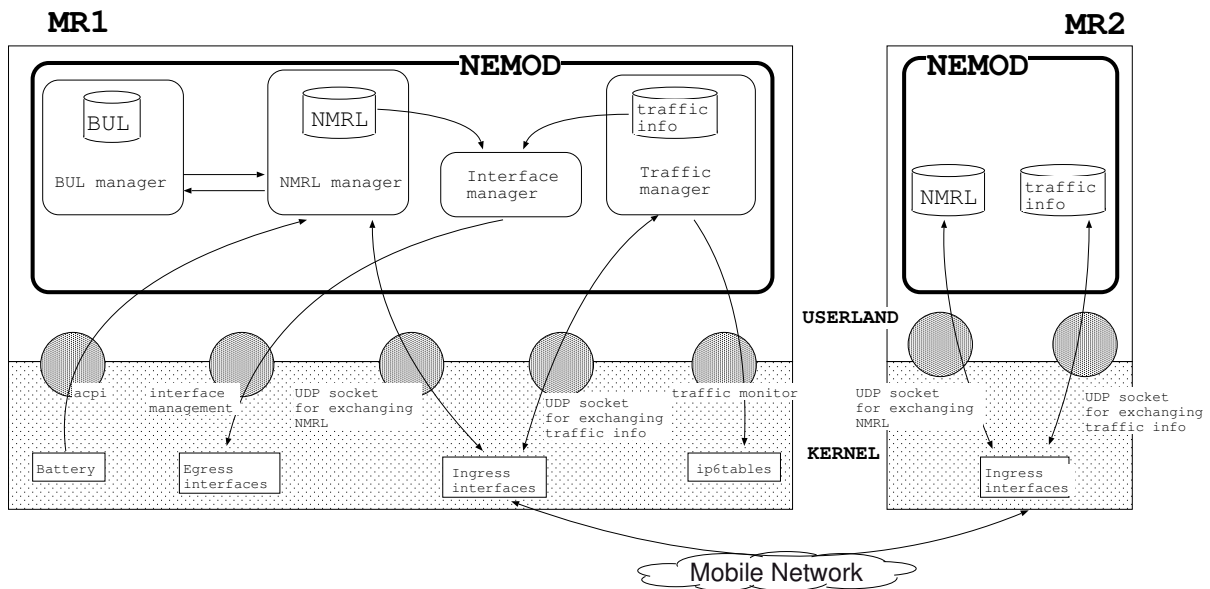 MR1
MR2
NEMOD
NEMOD
BUL
NMRL
traffic
info
BUL manager
NMRL manager
Interface
manager
Traffic
manager
NMRL
traffic
info
USERLAND
acpi
interface
management
UDP socket
for exchanging
NMRL
UDP socket
for exchanging
traffic info
traffic monitor
UDP socket
for exchanging
NMRL
UDP socket
for exchanging
traffic info
KERNEL
Battery
Egress
interfaces
Ingress
interfaces
ip6tables
Ingress
interfaces
Mobile Network